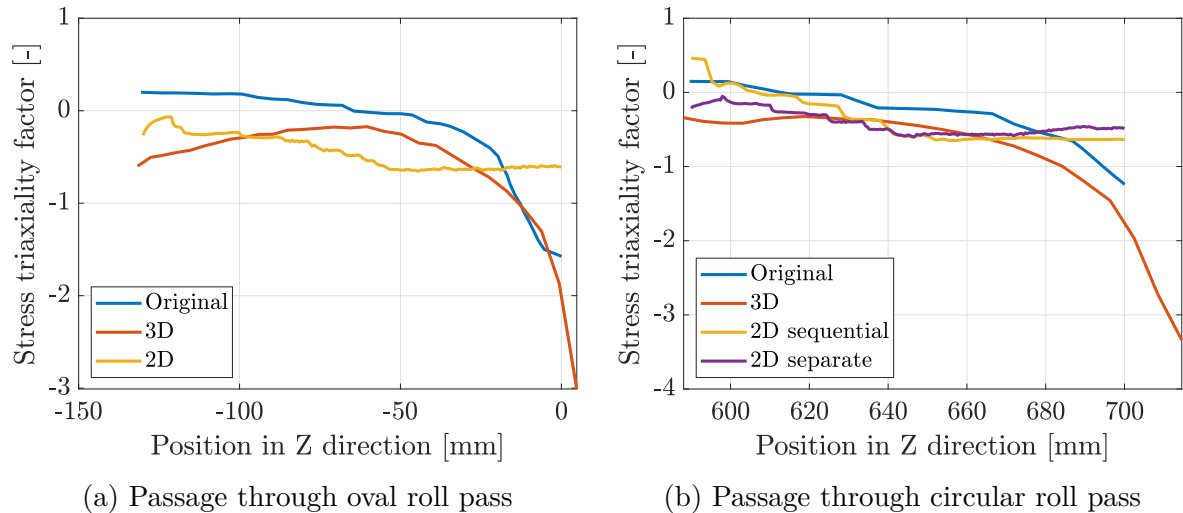 Stress triaxiality factor [-]
1
0
-1
-2
-3
Original
3D
2D
-150
-100
-50
0
Position in Z direction [mm]
(a) Passage through oval roll pass
Stress triaxiality factor [-]
1
0
-1
-2
-3
-4
Original
3D
2D sequential
2D separate
600
620
640
660
680
700
Position in Z direction [mm]
(b) Passage through circular roll pass